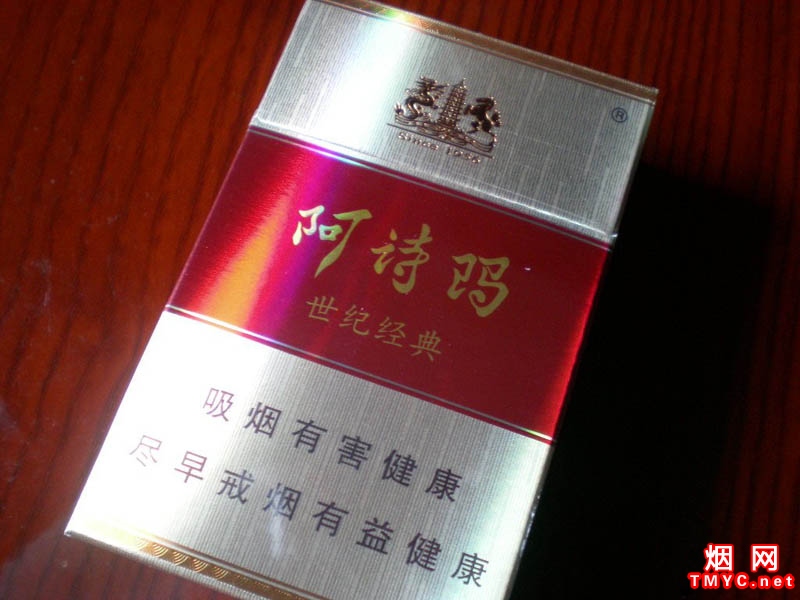 Since 1956
®
阿诗玛
世纪经典
吸烟有害健康
尽早戒烟有益健康
烟网
TMYC.net